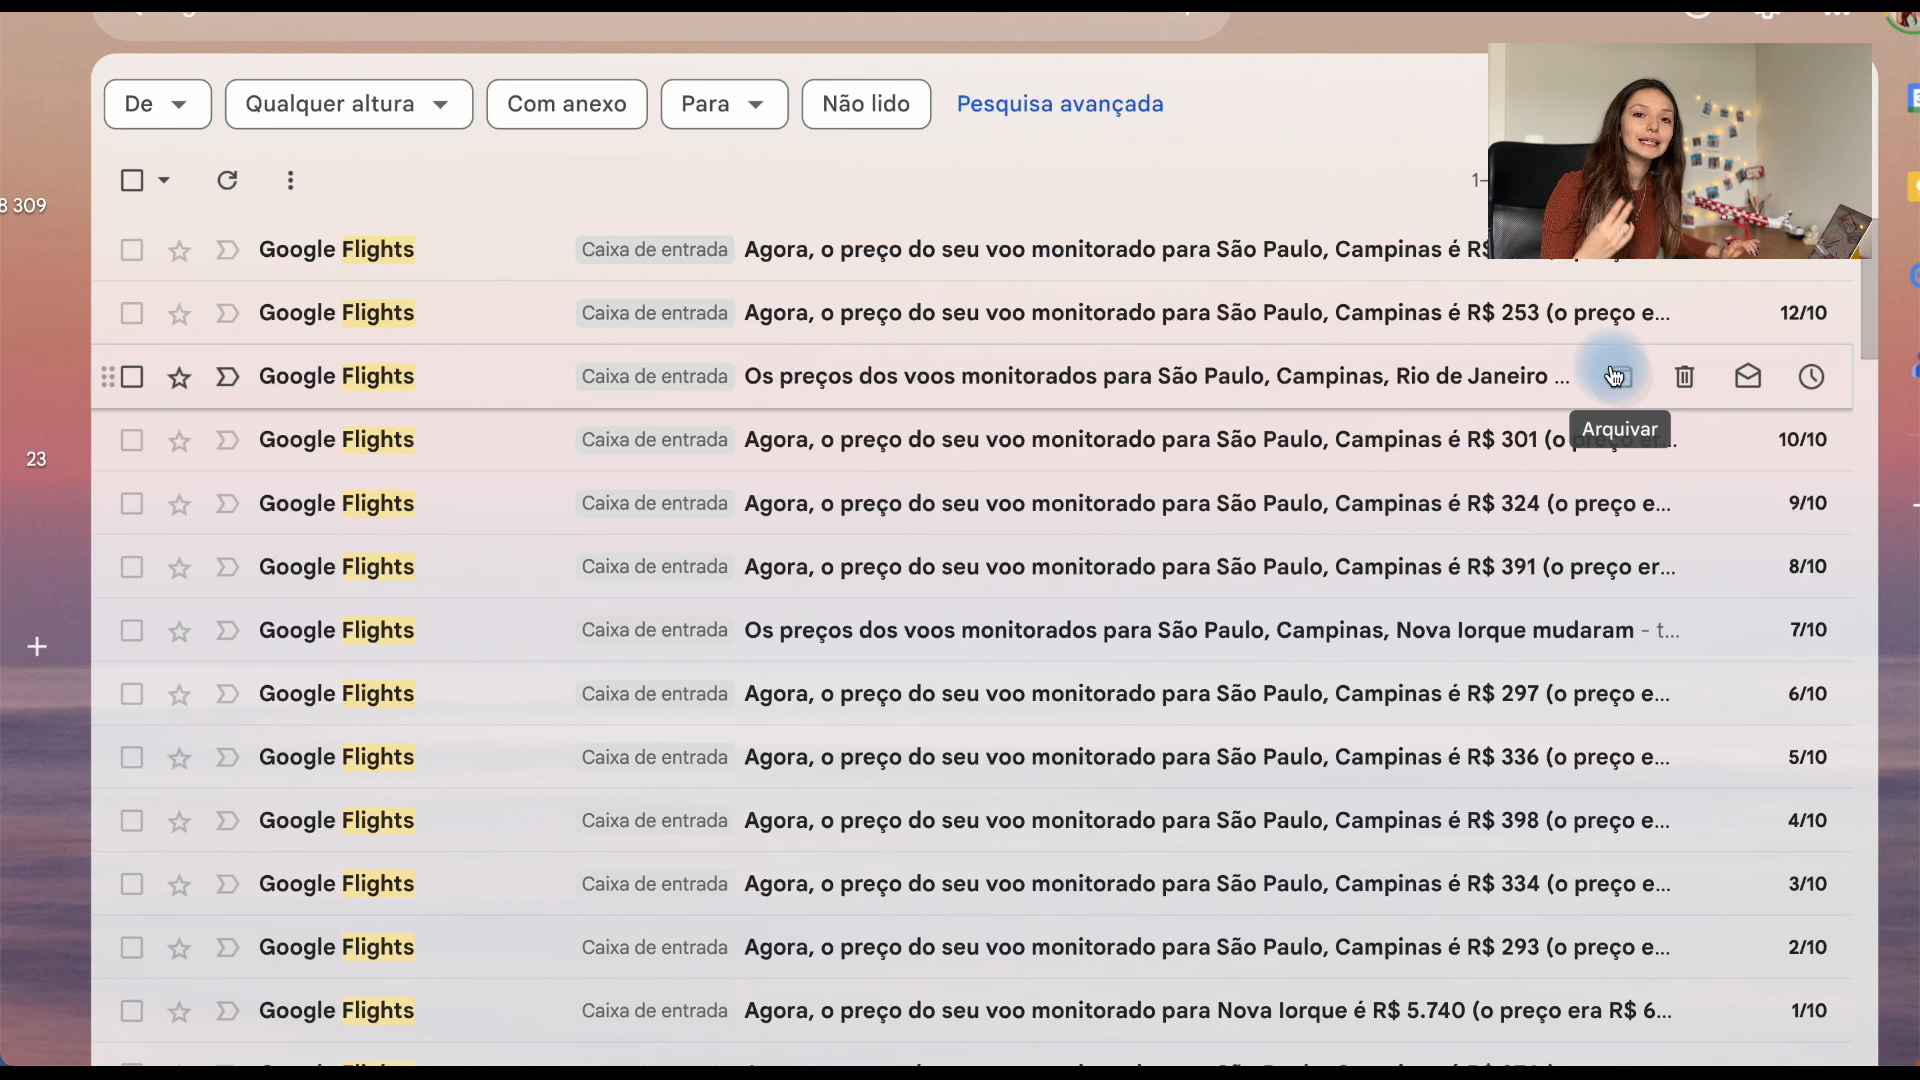 De
Qualquer altura
Com anexo
Para
Não lido
Pesquisa avançada
8 309
1–
Google Flights Caixa de entrada Agora, o preço do seu voo monitorado para São Paulo, Campinas é R$
Google Flights Caixa de entrada Agora, o preço do seu voo monitorado para São Paulo, Campinas é R$ 253 (o preço e... 12/10
Google Flights Caixa de entrada Os preços dos voos monitorados para São Paulo, Campinas, Rio de Janeiro ...
Arquivar
Google Flights Caixa de entrada Agora, o preço do seu voo monitorado para São Paulo, Campinas é R$ 301 (o preço er... 10/10
23
Google Flights Caixa de entrada Agora, o preço do seu voo monitorado para São Paulo, Campinas é R$ 324 (o preço e... 9/10
Google Flights Caixa de entrada Agora, o preço do seu voo monitorado para São Paulo, Campinas é R$ 391 (o preço er... 8/10
Google Flights Caixa de entrada Os preços dos voos monitorados para São Paulo, Campinas, Nova Iorque mudaram - t... 7/10
Google Flights Caixa de entrada Agora, o preço do seu voo monitorado para São Paulo, Campinas é R$ 297 (o preço e... 6/10
Google Flights Caixa de entrada Agora, o preço do seu voo monitorado para São Paulo, Campinas é R$ 336 (o preço e... 5/10
Google Flights Caixa de entrada Agora, o preço do seu voo monitorado para São Paulo, Campinas é R$ 398 (o preço e... 4/10
Google Flights Caixa de entrada Agora, o preço do seu voo monitorado para São Paulo, Campinas é R$ 334 (o preço e... 3/10
Google Flights Caixa de entrada Agora, o preço do seu voo monitorado para São Paulo, Campinas é R$ 293 (o preço e... 2/10
Google Flights Caixa de entrada Agora, o preço do seu voo monitorado para Nova Iorque é R$ 5.740 (o preço era R$ 6... 1/10